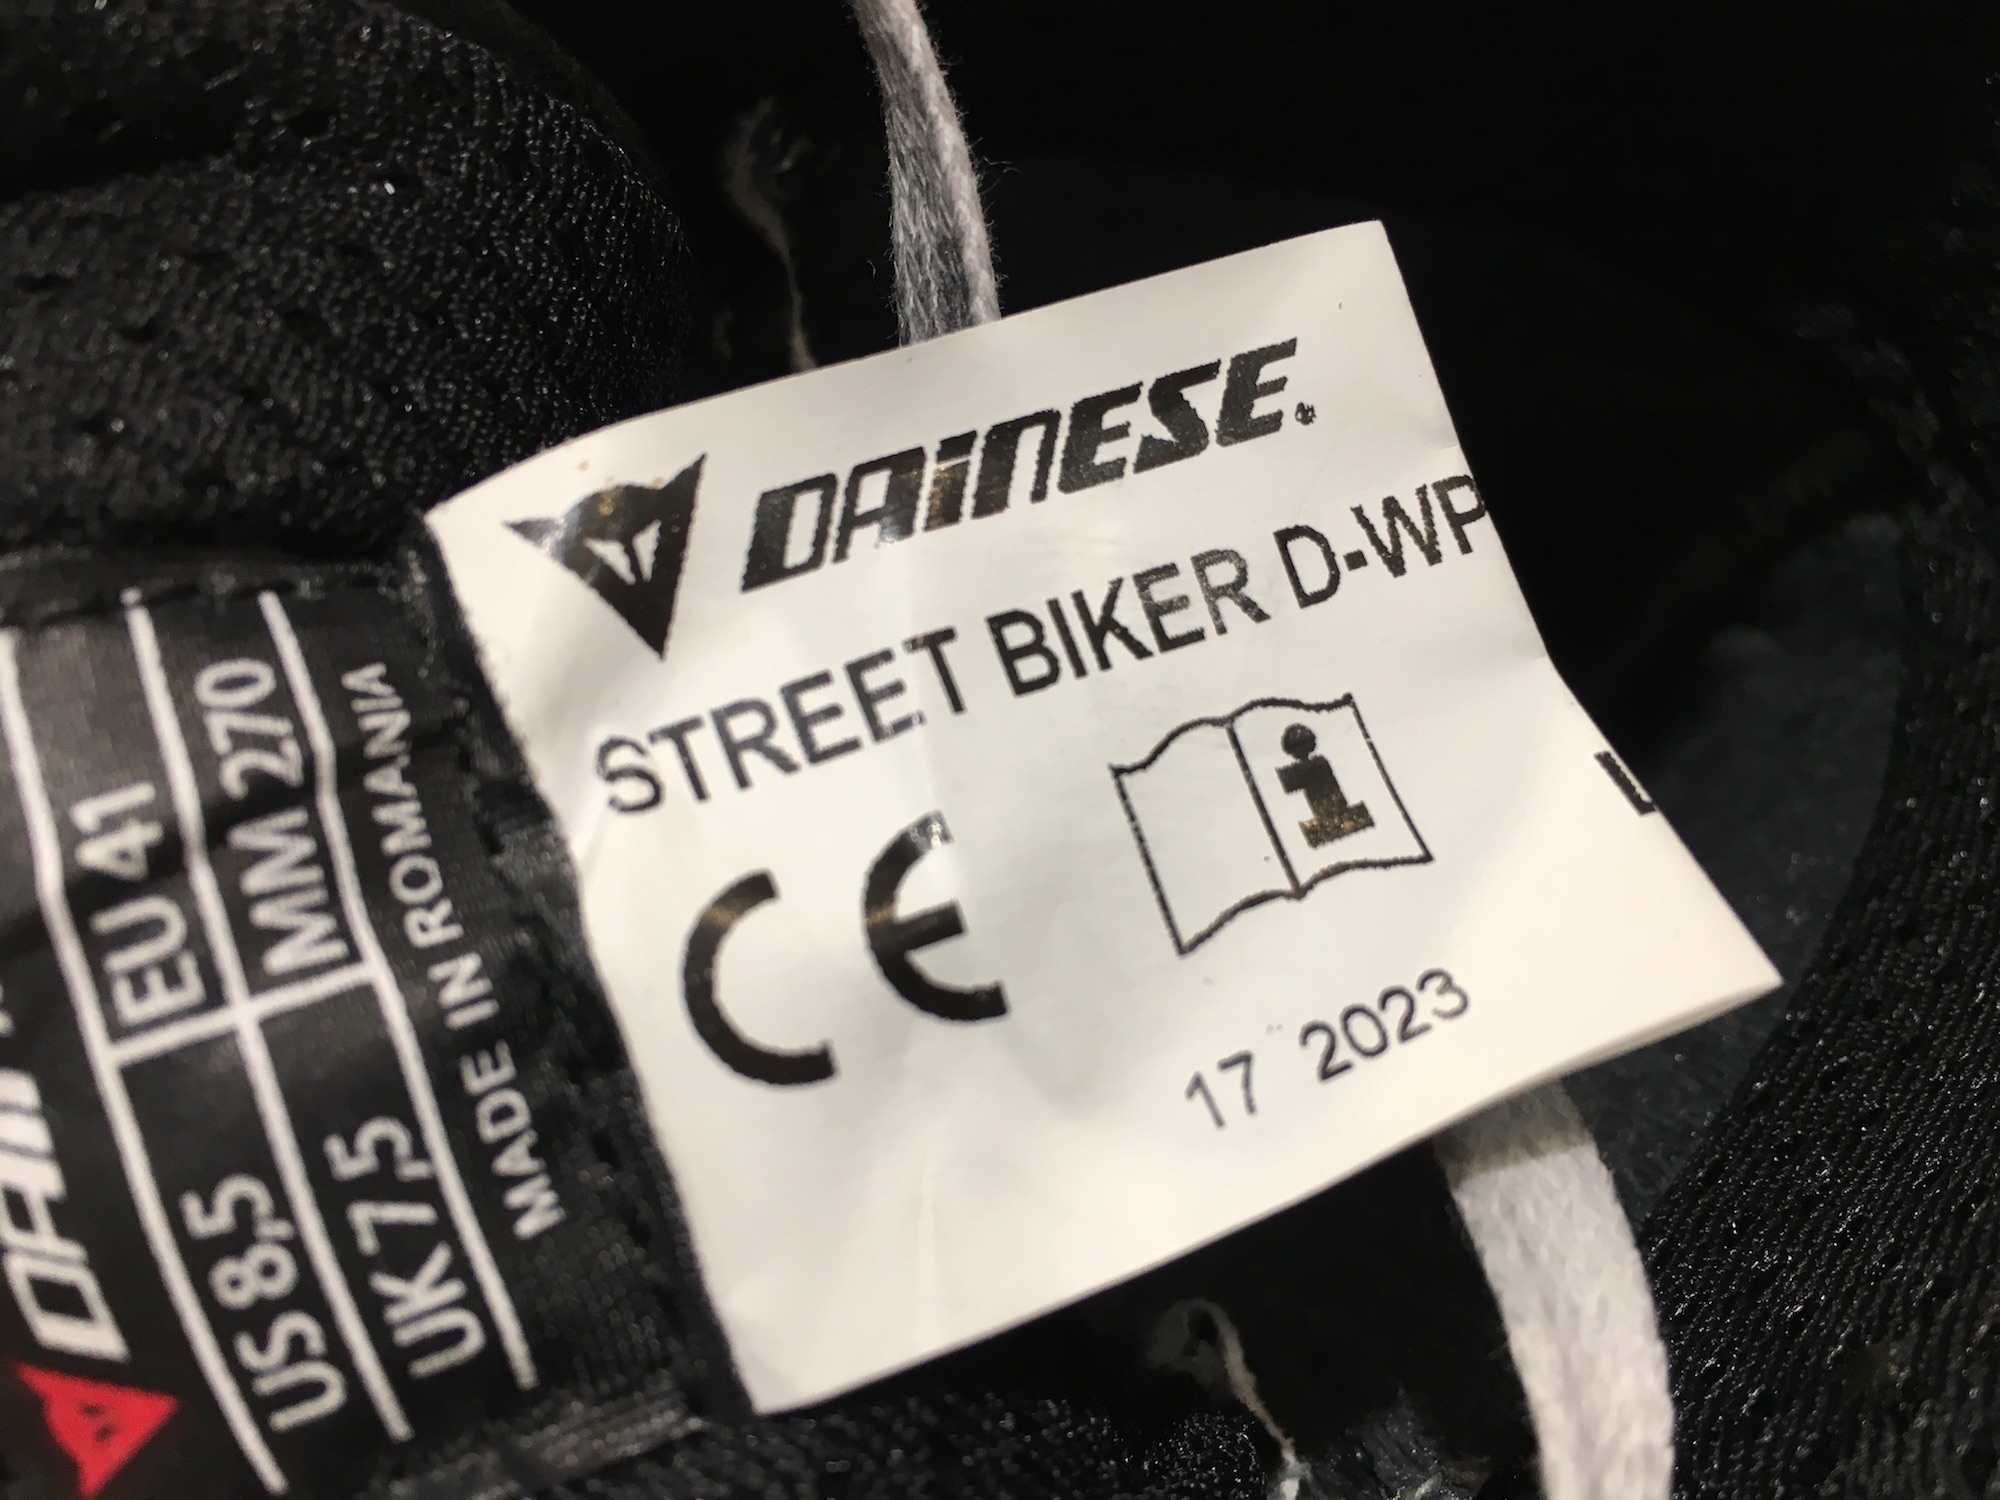 DAINESE
STREET BIKER D-WP
CE
i
17 2023
EU 41
MM 270
US 8,5
UK 7,5
MADE IN ROMANIA